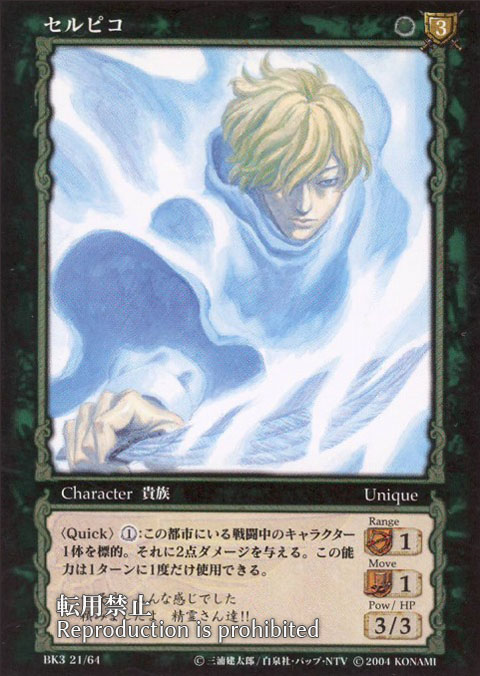 セルピコ
3
Character 貴族
Unique
〈Quick〉①:この都市にいる戦闘中のキャラクター
1体を標的。それに2点ダメージを与える。この能
力は1ターンに1度だけ使用できる。
Range
1
Move
1
Pow/ HP
3/3
んな感じでした
精霊さん達!!
転用禁止
Reproduction is prohibited
BK3 21/64
©三浦建太郎/白泉社・バップ・NTV ©2004 KONAMI